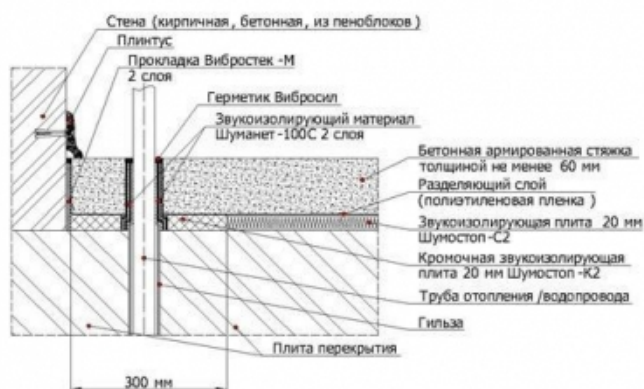 Стена (кирпичная, бетонная, из пеноблоков)
Плинтус
Прокладка Вибростек -М
2 слоя
Герметик Вибросил
Звукоизолирующий материал
Шуманет -100С 2 слоя
Бетонная армированная стяжка
толщиной не менее 60 мм
Разделяющий слой
(полиэтиленовая пленка )
Звукоизолирующая плита 20 мм
Шумостоп -С2
Кромочная звукоизолирующая
плита 20 мм Шумостоп -К2
Труба отопления /водопровода
Гильза
Плита перекрытия
300 мм